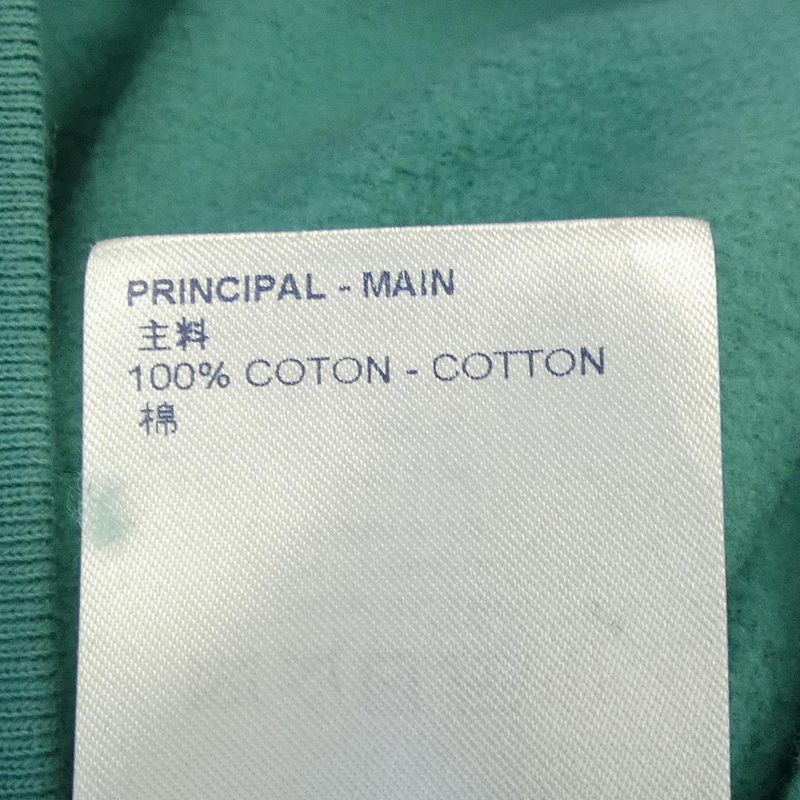 PRINCIPAL - MAIN
主料
100% COTON - COTTON
棉